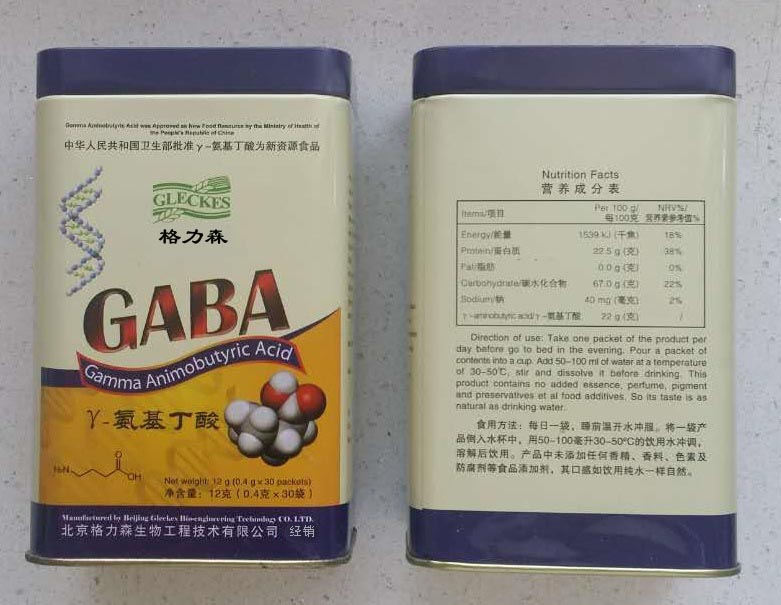 Gamma Aminobutyric Acid was Approved as New Food Resource by the Ministry of Health of
the People's Republic of China
中华人民共和国卫生部批准γ-氨基丁酸为新资源食品
GLECKES
格力森
GABA
Gamma Animobutyric Acid
γ-氨基丁酸
H₂N
O
OH
Net weight: 12 g (0.4 g x 30 packets)
净含量: 12克 (0.4克 x 30袋)
Manufactured by Beijing Gleckes Bio-engineering Technology CO. LTD.
北京格力森生物工程技术有限公司 经销
Nutrition Facts
营养成分表
Items/项目 Per 100 g/每100克 NRV%/营养素参考值%
Energy/能量 1539 kJ (千焦) 18%
Protein/蛋白质 22.5 g (克) 38%
Fat/脂肪 0.0 g (克) 0%
Carbohydrate/碳水化合物 67.0 g (克) 22%
Sodium/钠 40 mg (毫克) 2%
γ-aminobutyric acid/γ-氨基丁酸 22 g (克) /
Direction of use: Take one packet of the product per
day before go to bed in the evening. Pour a packet of
contents into a cup. Add 50-100 ml of water at a temperature
of 30-50℃, stir and dissolve it before drinking. This
product contains no added essence, perfume, pigment
and preservatives et al food additives. So its taste is as
natural as drinking water.
食用方法: 每日一袋, 睡前温开水冲服。将一袋产
品倒入水杯中, 用50-100毫升30-50ºC的饮用水冲调,
溶解后饮用。产品中未添加任何香精、香料、色素及
防腐剂等食品添加剂, 其口感如饮用纯水一样自然。